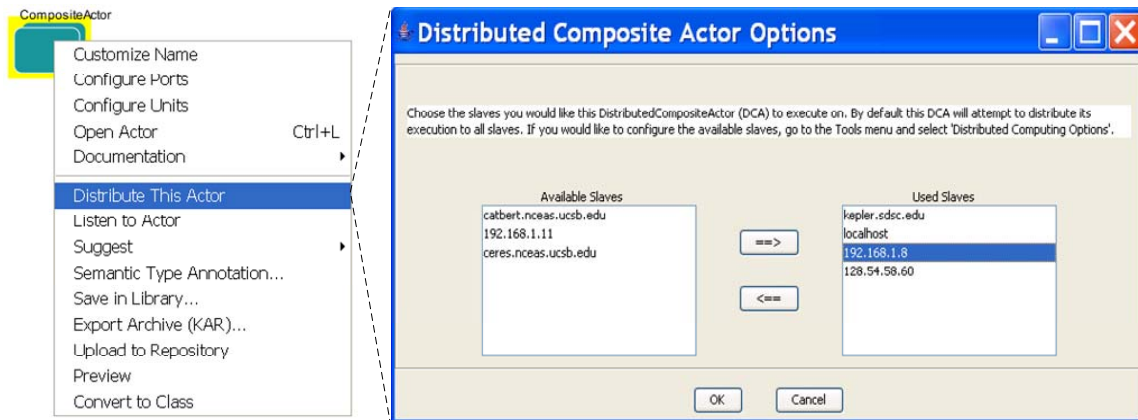 CompositeActor
Customize Name
Configure Ports
Configure Units
Open Actor Ctrl+L
Documentation
Distribute This Actor
Listen to Actor
Suggest
Semantic Type Annotation...
Save in Library...
Export Archive (KAR)...
Upload to Repository
Preview
Convert to Class
Distributed Composite Actor Options
Choose the slaves you would like this DistributedCompositeActor (DCA) to execute on. By default this DCA will attempt to distribute its
execution to all slaves. If you would like to configure the available slaves, go to the Tools menu and select 'Distributed Computing Options'.
Available Slaves
catbert.nceas.ucsb.edu
192.168.1.11
ceres.nceas.ucsb.edu
==>
<==
Used Slaves
kepler.sdsc.edu
localhost
192.168.1.8
128.54.58.60
OK
Cancel